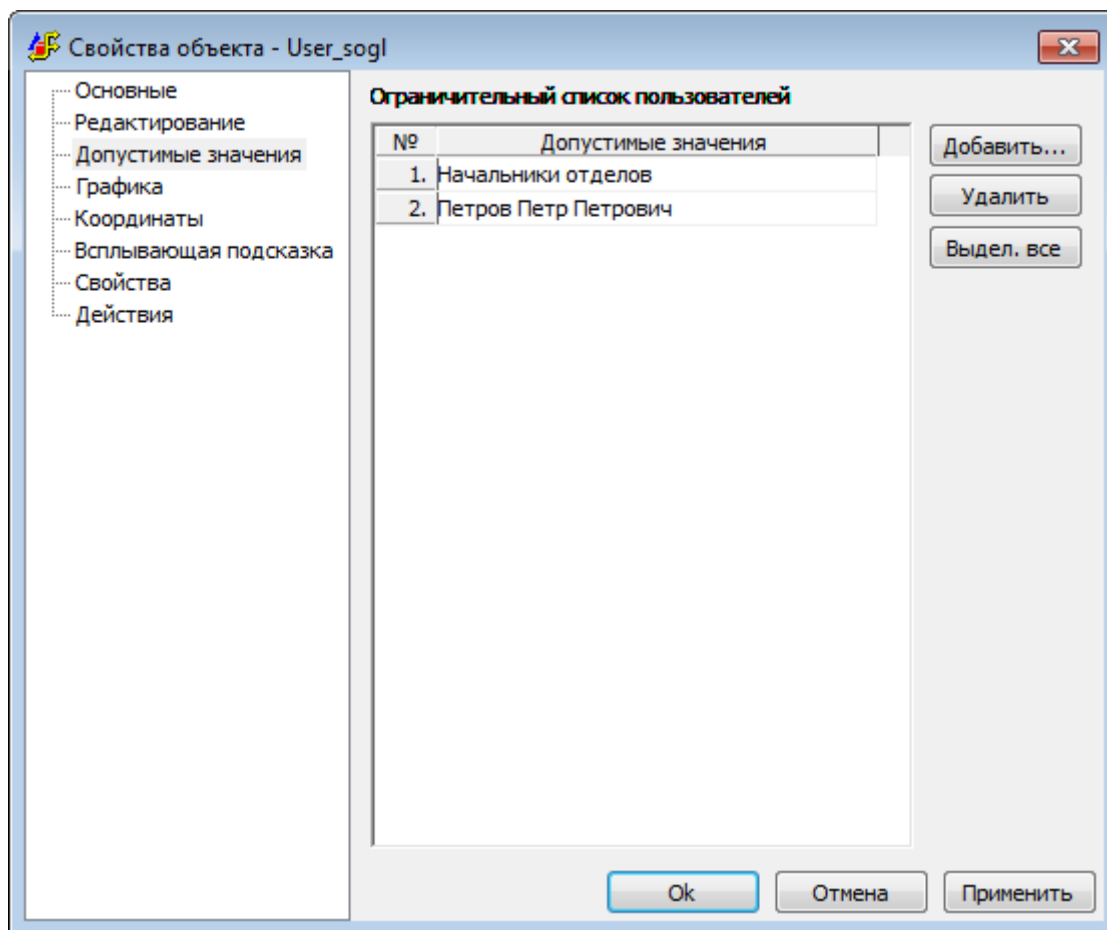 Свойства объекта - User_sogl
Основные
Редактирование
Допустимые значения
Графика
Координаты
Всплывающая подсказка
Свойства
Действия
Ограничительный список пользователей
№ Допустимые значения
1. Начальники отделов
2. Петров Петр Петрович
Добавить...
Удалить
Выдел. все
Ok Отмена Применить